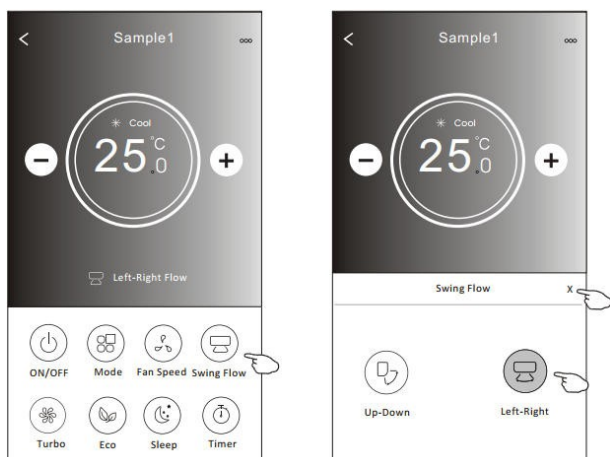 Sample1
Cool
25.0°C
Left-Right Flow
ON/OFF Mode Fan Speed Swing Flow
Turbo Eco Sleep Timer
Sample1
Cool
25.0°C
Swing Flow X
Up-Down Left-Right